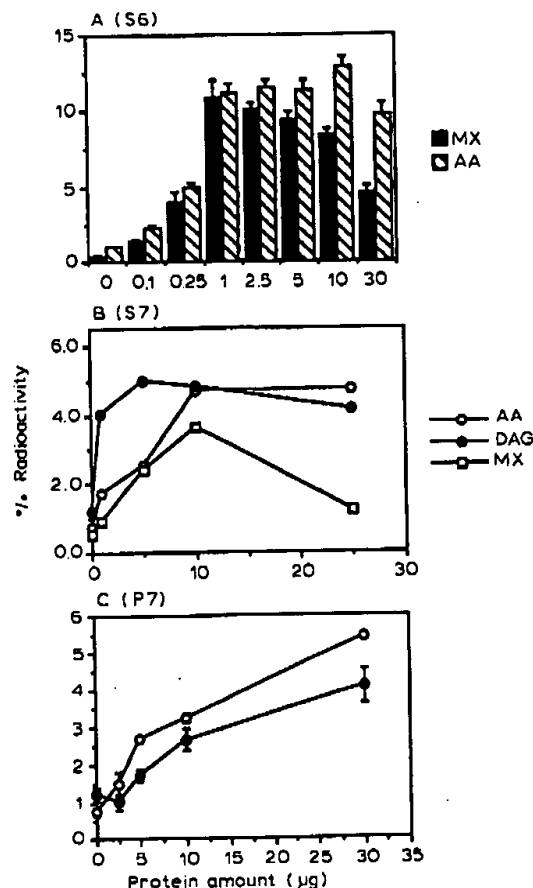 A (S6)
15
10
5
0
0 0,1 0.25 1 2.5 5 10 30
MX
AA
B (S7)
6.0
4.0
2.0
0.0
0 10 20 30
AA
DAG
MX
% Radioactivity
C (P7)
6
5
4
3
2
1
0
0 5 10 15 20 25 30 35
Protein amount (µg)